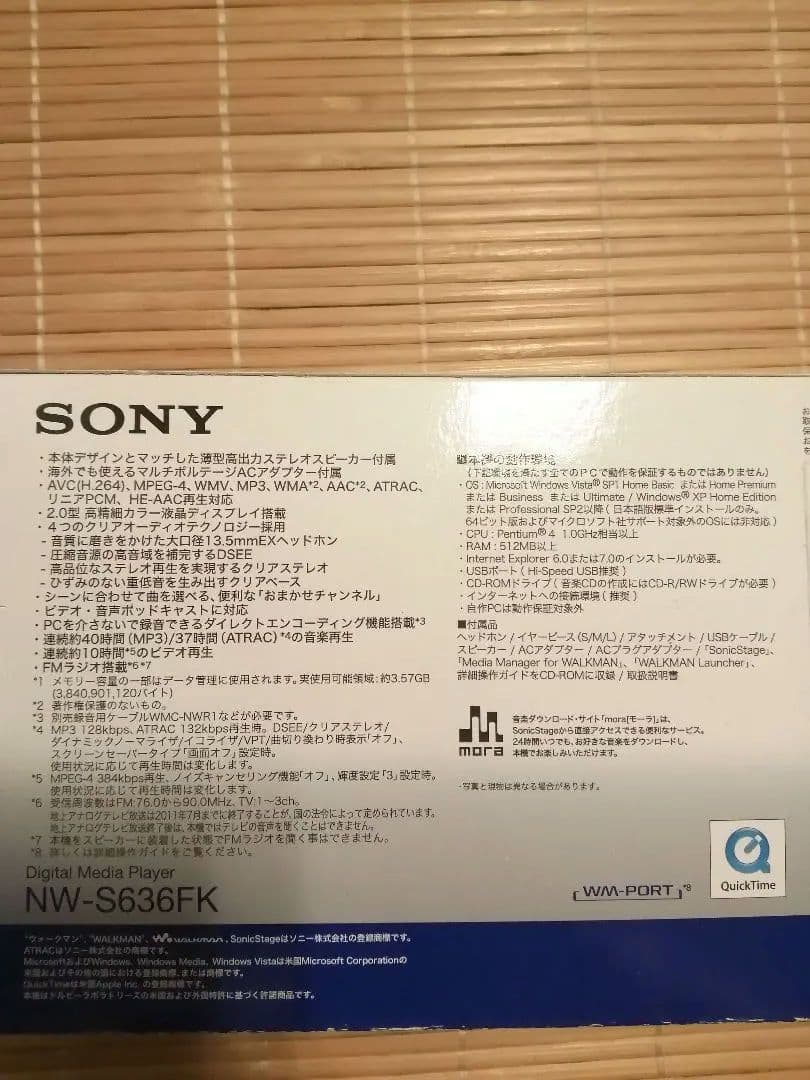 SONY
・本体デザインとマッチした薄型高出力ステレオスピーカー付属
・海外でも使えるマルチボルテージACアダプター付属
・AVC(H.264)、MPEG-4、WMV、MP3、WMA*2、AAC*2、ATRAC、
リニアPCM、HE-AAC再生対応
・2.0型 高精細カラー液晶ディスプレイ搭載
・4つのクリアオーディオテクノロジー採用
- 音質に磨きをかけた大口径13.5mmEXヘッドホン
- 圧縮音源の高音域を補完するDSEE
- 高品位なステレオ再生を実現するクリアステレオ
- ひずみのない重低音を生み出すクリアベース
・シーンに合わせて曲を選べる、便利な「おまかせチャンネル」
・ビデオ・音声ポッドキャストに対応
・PCを介さないで録音できるダイレクトエンコーディング機能搭載*3
・連続約40時間(MP3)/37時間(ATRAC)*4の音楽再生
・連続約10時間*5のビデオ再生
・FMラジオ搭載*6*7
*1 メモリー容量の一部はデータ管理に使用されます。実使用可能領域：約3.57GB
(3,840,901,120バイト)
*2 著作権保護のないもの。
*3 別売録音用ケーブルWMC-NWR1などが必要です。
*4 MP3 128kbps、ATRAC 132kbps再生時。DSEE/クリアステレオ/
ダイナミックノーマライザ/イコライザ/VPT/曲切り換わり時表示「オフ」、
スクリーンセーバータイプ「画面オフ」設定時。
使用状況に応じて再生時間は変化します。
*5 MPEG-4 384kbps再生、ノイズキャンセリング機能「オフ」、輝度設定「3」設定時。
使用状況に応じて再生時間は変化します。
*6 受信周波数はFM:76.0から90.0MHz、TV:1〜3ch。
地上アナログテレビ放送は2011年7月までに終了することが、国の法令によって定められています。
地上アナログテレビ放送終了後は、本機ではテレビの音声を聞くことはできません。
*7 本機をスピーカーに装着した状態でFMラジオを聞く事はできません。
*8 詳しくは詳細操作ガイドをご覧ください。
Digital Media Player
NW-S636FK
■本器の動作環境
(下記環境を満たす全てのPCで動作を保証するものではありません)
・OS：Microsoft Windows Vista® SP1 Home Basic または Home Premium
または Business または Ultimate / Windows® XP Home Edition
または Professional SP2以降(日本語版標準インストールのみ。
64ビット版およびマイクロソフト社サポート対象外のOSには非対応)
・CPU：Pentium® 4 1.0GHz相当以上
・RAM：512MB以上
・Internet Explorer 6.0または7.0のインストールが必要。
・USBポート(Hi-Speed USB推奨)
・CD-ROMドライブ(音楽CDの作成にはCD-R/RWドライブが必要)
・インターネットへの接続環境(推奨)
・自作PCは動作保証対象外
■付属品
ヘッドホン/イヤーピース(S/M/L)/アタッチメント/USBケーブル/
スピーカー/ACアダプター/ACプラグアダプター/「SonicStage」、
「Media Manager for WALKMAN」、「WALKMAN Launcher」、
詳細操作ガイドをCD-ROMに収録/取扱説明書
mora
音楽ダウンロード・サイト「mora[モーラ]」は、
SonicStageから直接アクセスできる便利なサービス。
24時間いつでも、お好きな音楽をダウンロードし、
本機でお楽しみいただけます。
・写真と現物は異なる場合があります。
WM-PORT *8
QuickTime
"ウォークマン"、"WALKMAN"、WALKMAN、SonicStageはソニー株式会社の登録商標です。
ATRACはソニー株式会社の商標です。
MicrosoftおよびWindows、Windows Media、Windows Vistaは米国Microsoft Corporationの
米国およびその他の国における登録商標、または商標です。
QuickTimeは米国Apple Inc. の登録商標です。
本機はドルビーラボラトリーズの米国および外国特許に基づく許諾商品です。